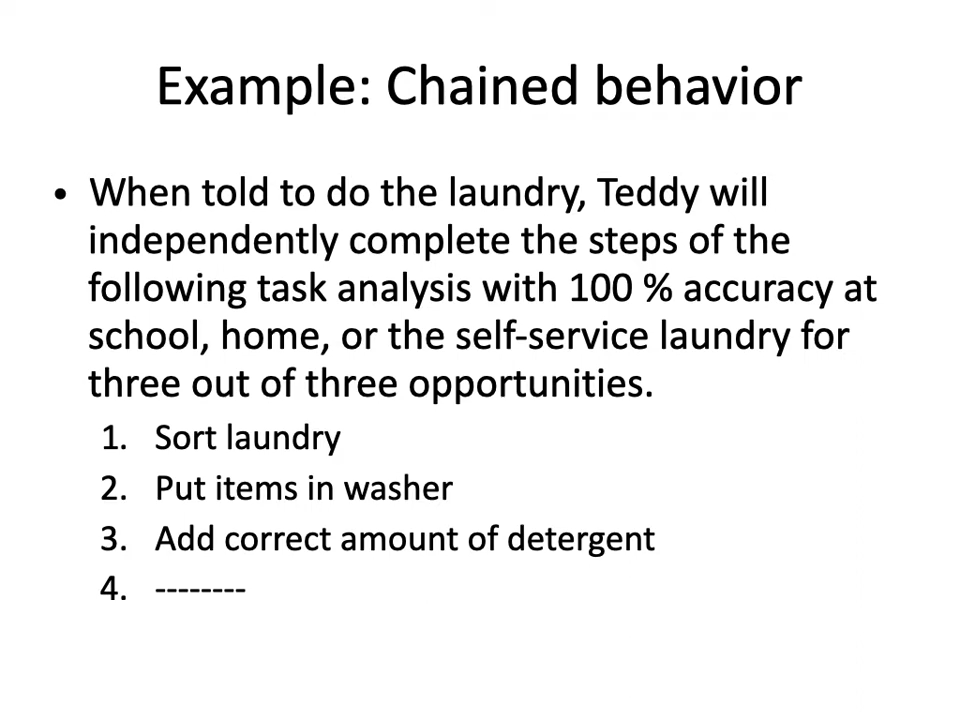 Example: Chained behavior
• When told to do the laundry, Teddy will
independently complete the steps of the
following task analysis with 100 % accuracy at
school, home, or the self-service laundry for
three out of three opportunities.
1. Sort laundry
2. Put items in washer
3. Add correct amount of detergent
4. --------